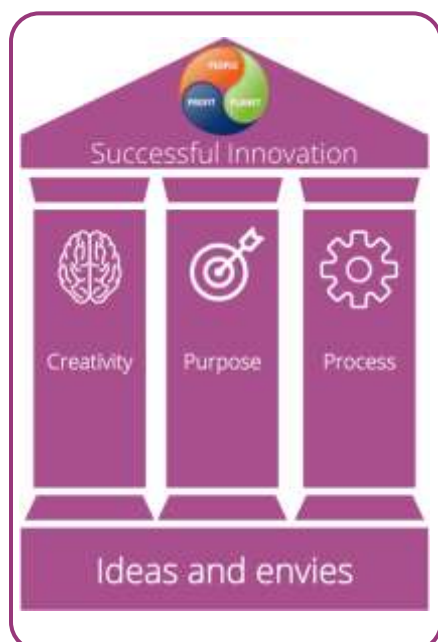 PEOPLE
PROFIT PLANET
Successful Innovation
Creativity Purpose Process
Ideas and envies